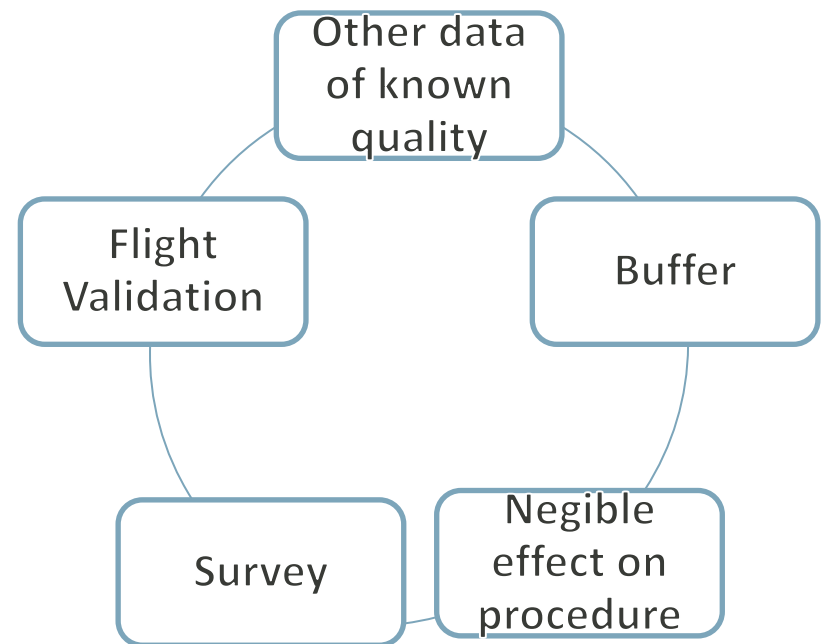 Other data
of known
quality
Flight
Validation
Buffer
Survey
Negible
effect on
procedure